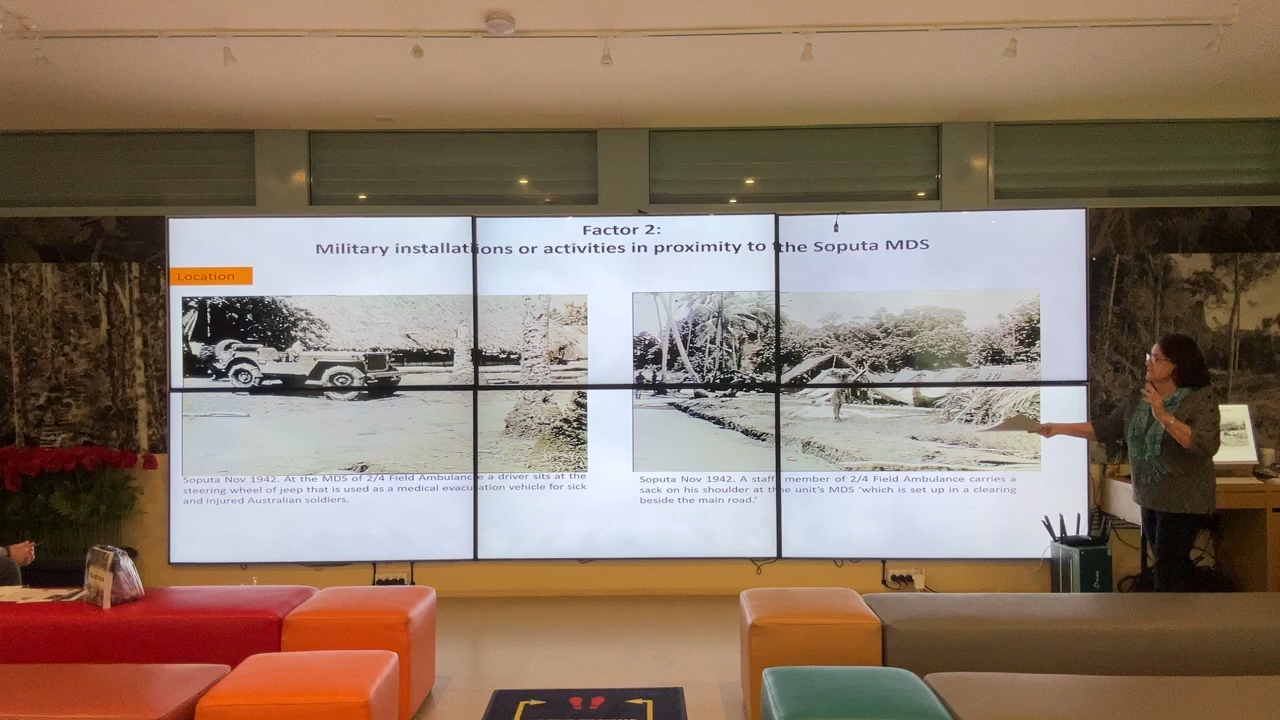 Factor 2:
Military installations or activities in proximity to the Soputa MDS
Location
Soputa Nov 1942. At the MDS of 2/4 Field Ambulance a driver sits at the
steering wheel of jeep that is used as a medical evacuation vehicle for sick
and injured Australian soldiers.
Soputa Nov 1942. A staff member of 2/4 Field Ambulance carries a
sack on his shoulder at the unit's MDS 'which is set up in a clearing
beside the main road.'